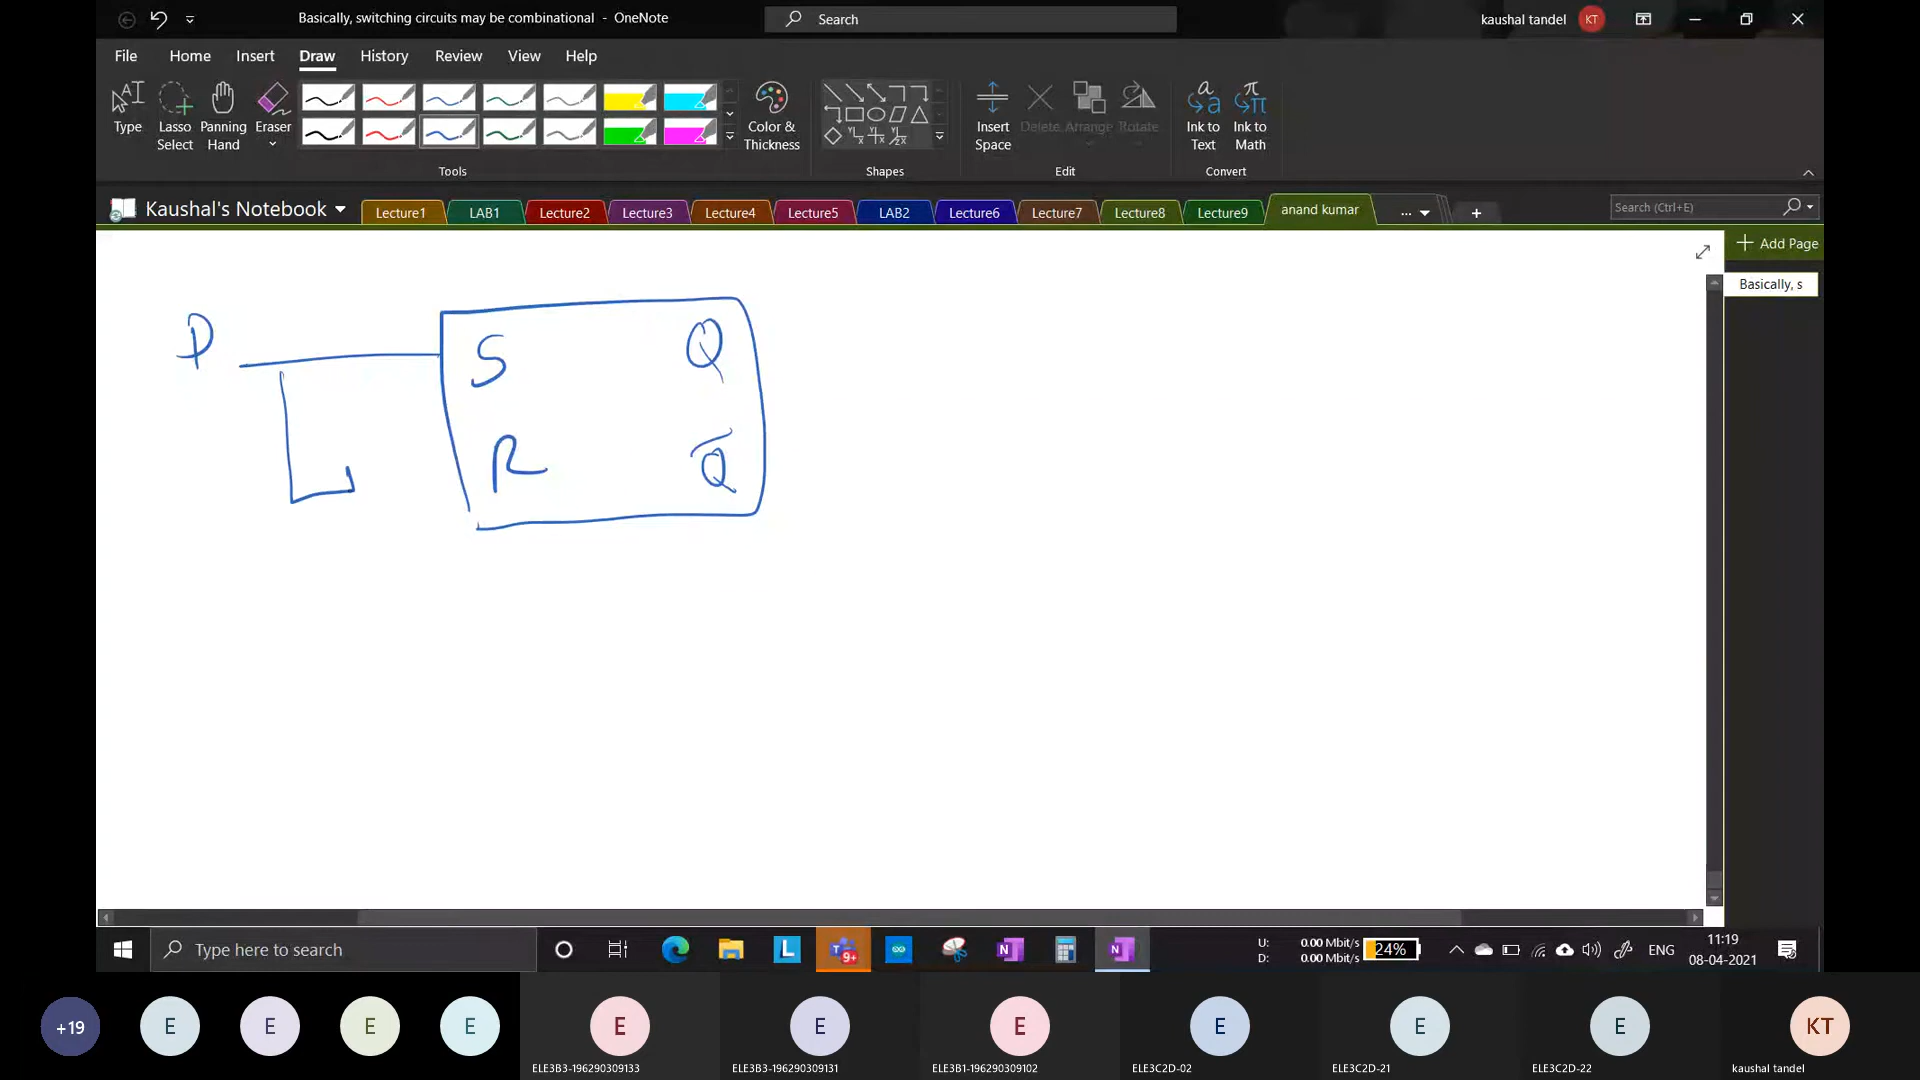 Basically, switching circuits may be combinational - OneNote
Search
kaushal tandel
KT
File Home Insert Draw History Review View Help
Type
Lasso Select
Panning Hand
Eraser
Color & Thickness
Insert Space
Delete
Arrange
Rotate
Ink to Text
Ink to Math
Tools
Shapes
Edit
Convert
Kaushal's Notebook
Lecture1 LAB1 Lecture2 Lecture3 Lecture4 Lecture5 LAB2 Lecture6 Lecture7 Lecture8 Lecture9 anand kumar ... +
Search (Ctrl+E)
Add Page
Basically, s
D
S Q
R Q̅
Type here to search
9+
U: 0.00 Mbit/s
D: 0.00 Mbit/s
24%
ENG
11:19
08-04-2021
+19 E E E E E E E E E E KT
ELE3B3-196290309133 ELE3B3-196290309131 ELE3B1-196290309102 ELE3C2D-02 ELE3C2D-21 ELE3C2D-22 kaushal tandel